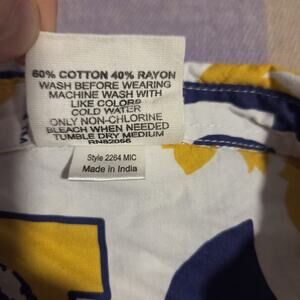 60% COTTON 40% RAYON
WASH BEFORE WEARING
MACHINE WASH WITH
LIKE COLORS
COLD WATER
ONLY NON-CHLORINE
BLEACH WHEN NEEDED
TUMBLE DRY MEDIUM
RN82066
Style 2264 MIC
Made in India